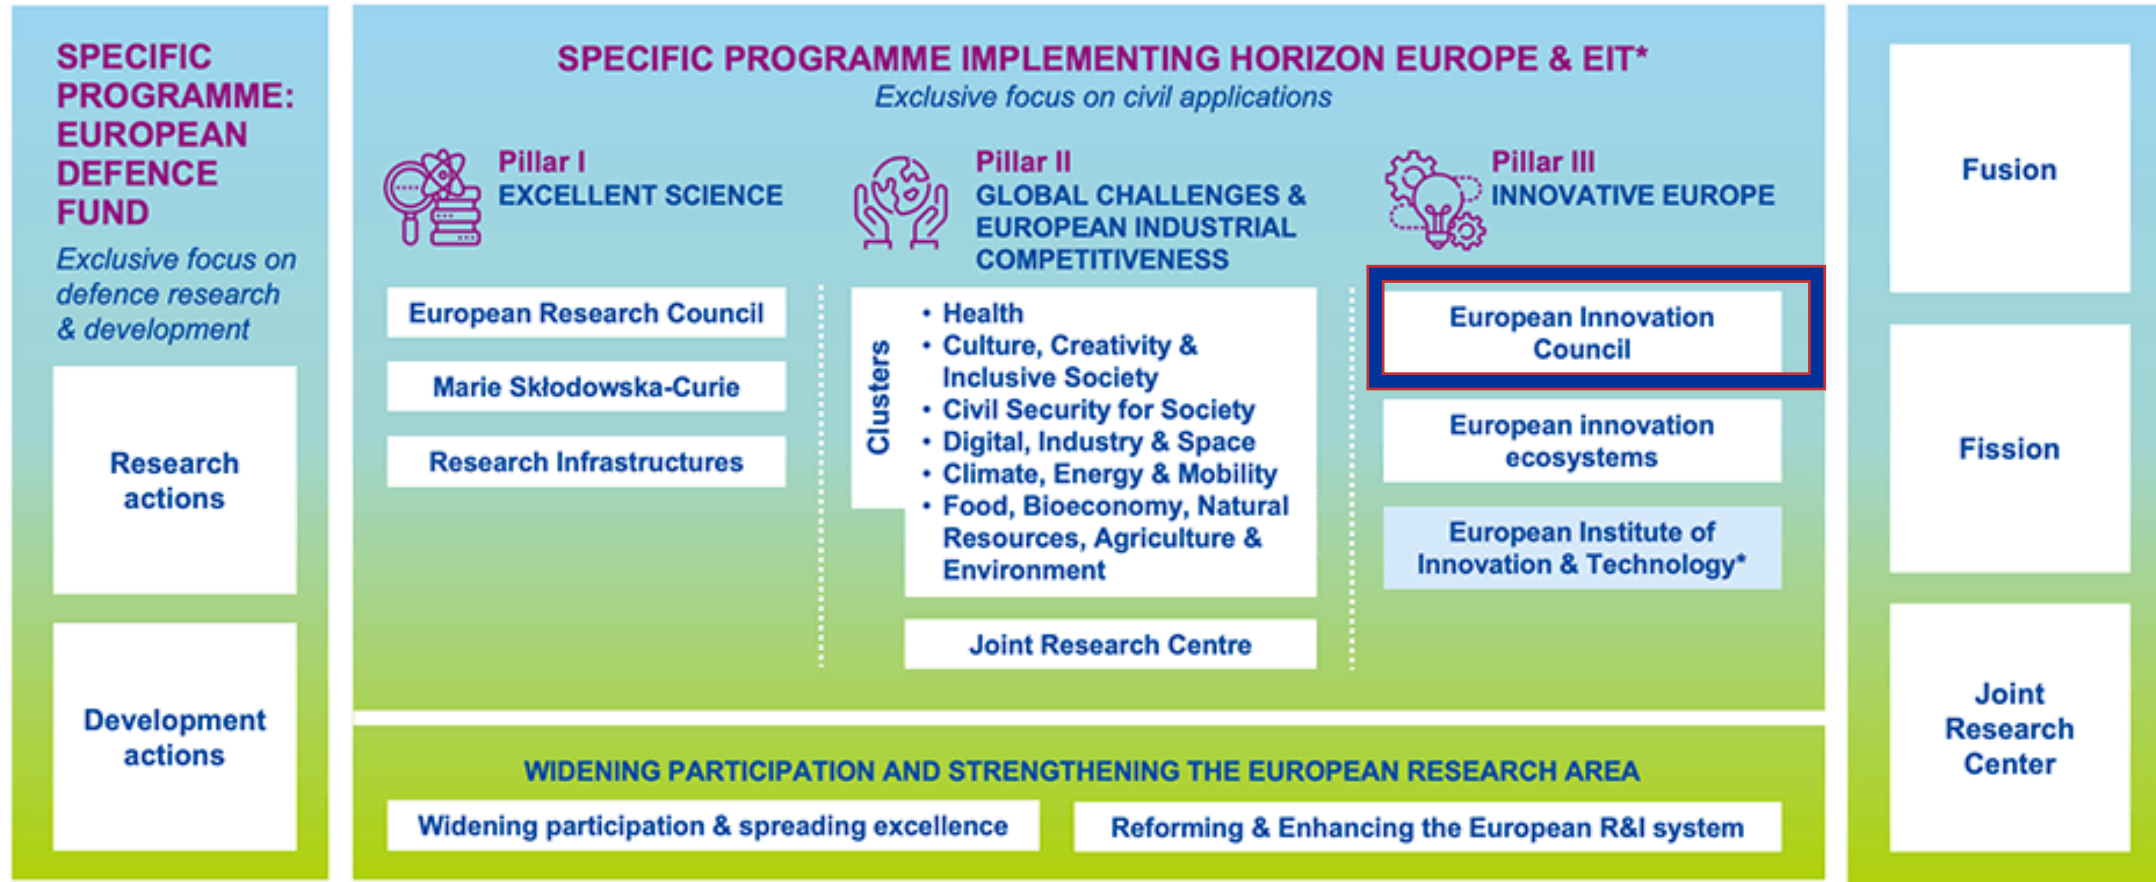 SPECIFIC
PROGRAMME:
EUROPEAN
DEFENCE
FUND
Exclusive focus on
defence research
& development
Research
actions
Development
actions
SPECIFIC PROGRAMME IMPLEMENTING HORIZON EUROPE & EIT*
Exclusive focus on civil applications
Pillar I
EXCELLENT SCIENCE
European Research Council
Marie Skłodowska-Curie
Research Infrastructures
Pillar II
GLOBAL CHALLENGES &
EUROPEAN INDUSTRIAL
COMPETITIVENESS
Clusters
• Health
• Culture, Creativity &
Inclusive Society
• Civil Security for Society
• Digital, Industry & Space
• Climate, Energy & Mobility
• Food, Bioeconomy, Natural
Resources, Agriculture &
Environment
Joint Research Centre
Pillar III
INNOVATIVE EUROPE
European Innovation
Council
European innovation
ecosystems
European Institute of
Innovation & Technology*
WIDENING PARTICIPATION AND STRENGTHENING THE EUROPEAN RESEARCH AREA
Widening participation & spreading excellence
Reforming & Enhancing the European R&I system
Fusion
Fission
Joint
Research
Center